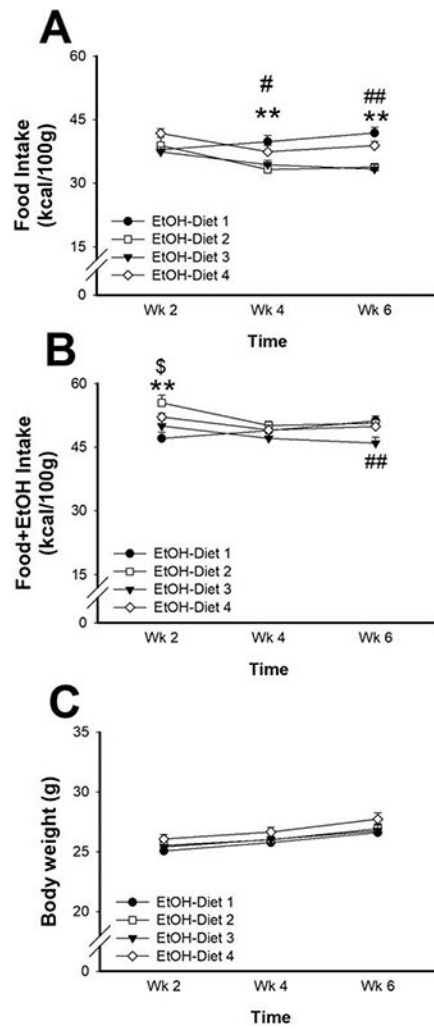 A
60
45
30
15
0
Food Intake
(kcal/100g)
#
**
##
**
EtOH-Diet 1
EtOH-Diet 2
EtOH-Diet 3
EtOH-Diet 4
Wk 2 Wk 4 Wk 6
Time
B
60
45
30
15
0
Food+EtOH Intake
(kcal/100g)
$
**
##
EtOH-Diet 1
EtOH-Diet 2
EtOH-Diet 3
EtOH-Diet 4
Wk 2 Wk 4 Wk 6
Time
C
35
30
25
20
0
Body weight (g)
EtOH-Diet 1
EtOH-Diet 2
EtOH-Diet 3
EtOH-Diet 4
Wk 2 Wk 4 Wk 6
Time